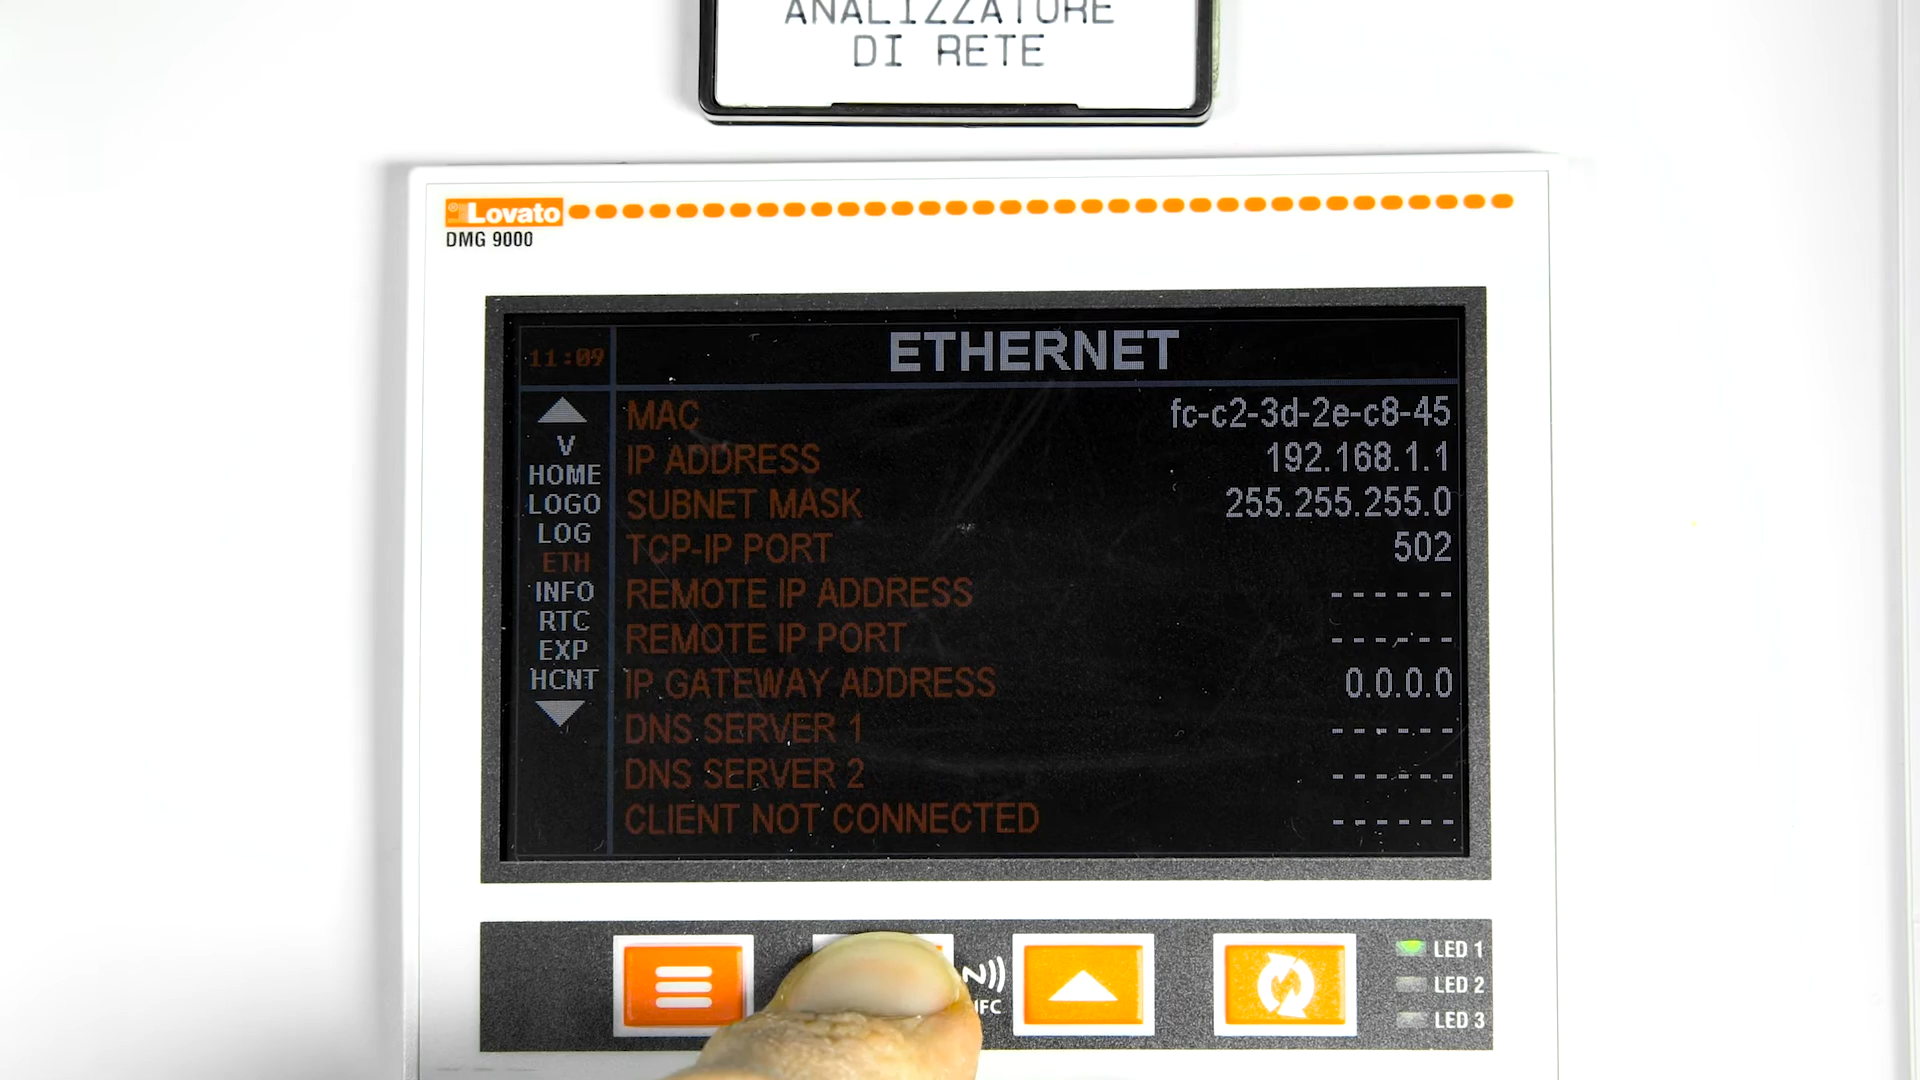 ANALIZZATORE
DI RETE
Lovato
DMG 9000
11:09
ETHERNET
V
HOME
LOGO
LOG
ETH
INFO
RTC
EXP
HCNT
MAC fc-c2-3d-2e-c8-45
IP ADDRESS 192.168.1.1
SUBNET MASK 255.255.255.0
TCP-IP PORT 502
REMOTE IP ADDRESS ------
REMOTE IP PORT ------
IP GATEWAY ADDRESS 0.0.0.0
DNS SERVER 1 ------
DNS SERVER 2 ------
CLIENT NOT CONNECTED ------
LED 1
LED 2
LED 3